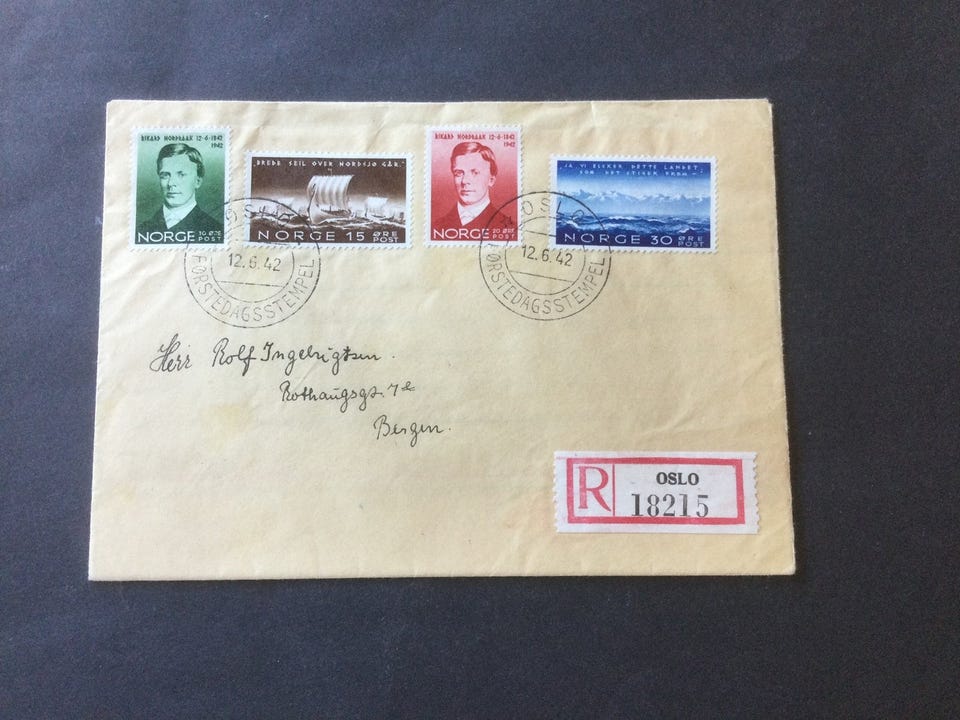 RIKARD NORDRAAK 12-6-1842
1942
NORGE 10 ØRE
POST
„BREDE SEIL OVER NORDSJØ GÅR."
NORGE 15 ØRE
POST
RIKARD NORDRAAK 12-6-1842
1942
NORGE 20 ØRE
POST
„JA VI ELSKER DETTE LANDET
SOM DET STIGER FREM —"
NORGE 30 ØRE
POST
OSLO
12.6.42
FØRSTEDAGSSTEMPEL
OSLO
12.6.42
FØRSTEDAGSSTEMPEL
Herr Rolf Ingebrigtsen.
Rothaugsgt. 7
Bergen.
R OSLO
18215